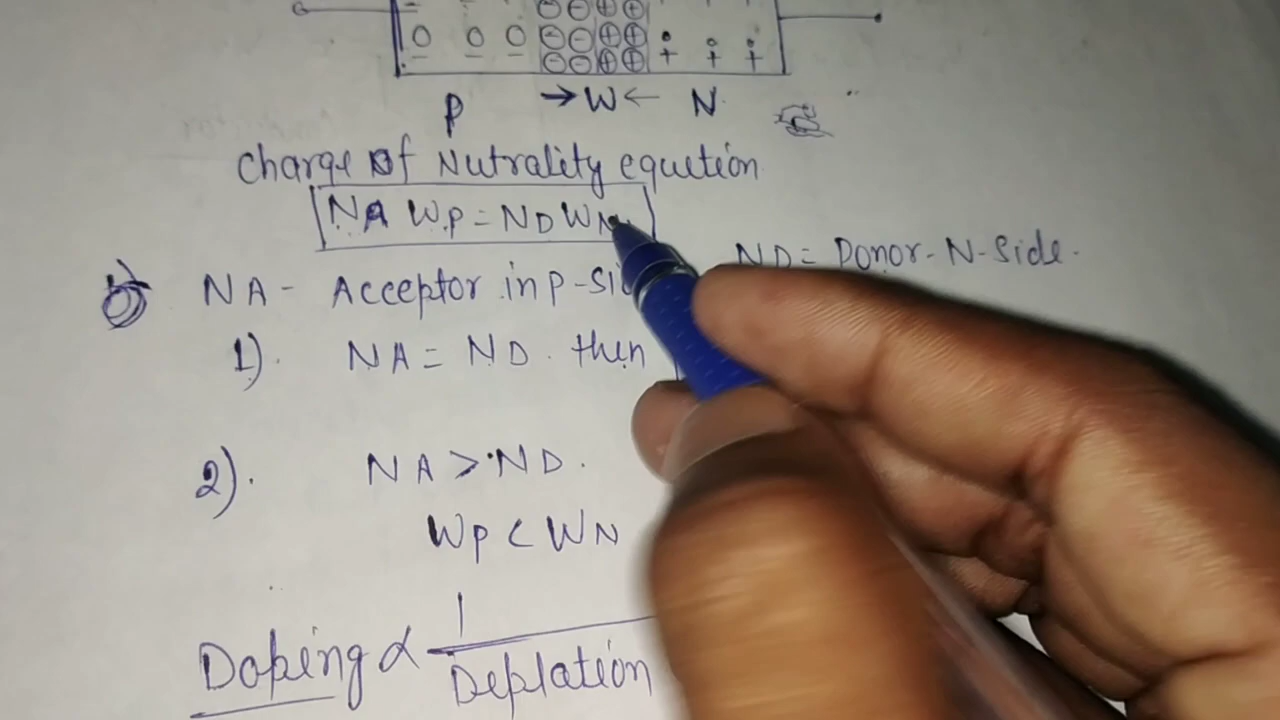 P →W← N
Charge Of Nutrality equetion
NA WP = ND WN
NA - Acceptor in p-si
ND = Donor-N-Side.
1). NA = ND. then
2). NA > ND.
WP < WN
Doping ∝ 1
Deplation